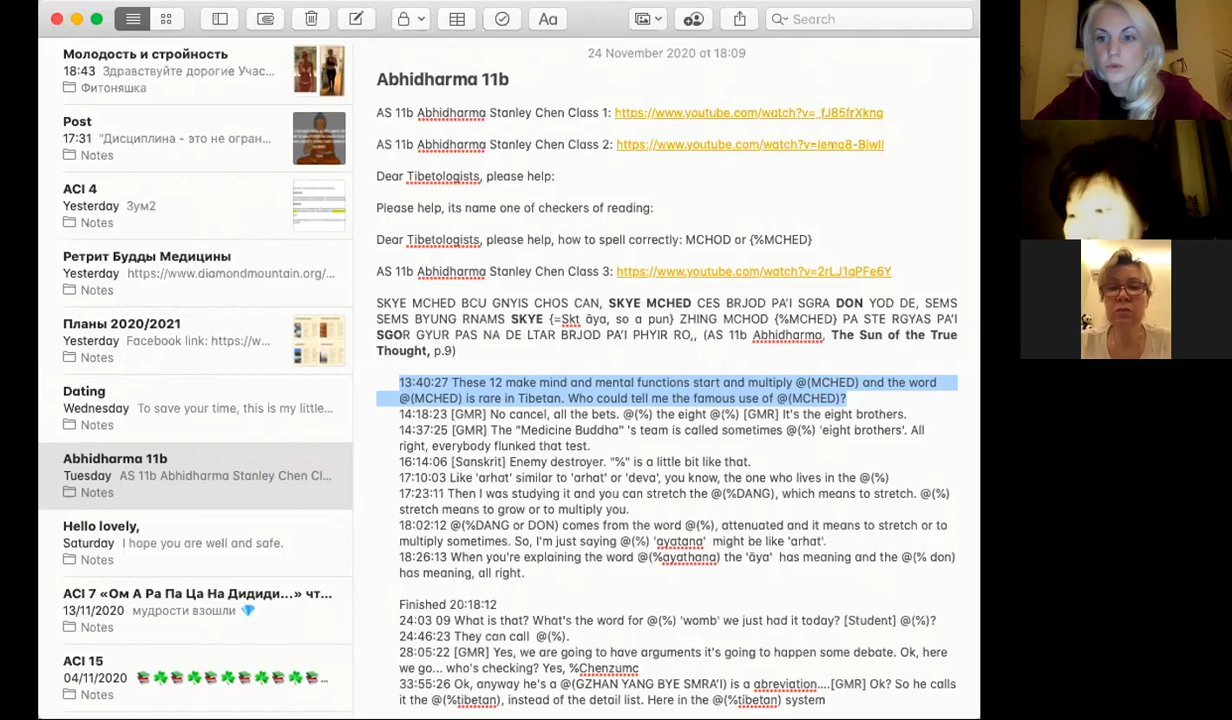 Aa
Search
Молодость и стройность
18:43 Здравствуйте дорогие Учас...
Фитоняшка
Post
17:31 "Дисциплина - это не огран...
Notes
ACI 4
Yesterday Зум2
Notes
Ретрит Будды Медицины
Yesterday https://www.diamondmountain.org/...
Notes
Планы 2020/2021
Yesterday Facebook link: https://w...
Notes
Dating
Wednesday To save your time, this is my listin...
Notes
Abhidharma 11b
Tuesday AS 11b Abhidharma Stanley Chen Cl...
Notes
Hello lovely,
Saturday I hope you are well and safe.
Notes
ACI 7 «Ом А Ра Па Ца На Дидиди...» чт...
13/11/2020 мудрости взошли 💎
Notes
ACI 15
04/11/2020 📚🍀📚🍀📚🍀📚🍀📚🍀📚🍀📚...
Notes
24 November 2020 at 18:09
Abhidharma 11b
AS 11b Abhidharma Stanley Chen Class 1: https://www.youtube.com/watch?v=_fJ85frXkng
AS 11b Abhidharma Stanley Chen Class 2: https://www.youtube.com/watch?v=iema8-BjwII
Dear Tibetologists, please help:
Please help, its name one of checkers of reading:
Dear Tibetologists, please help, how to spell correctly: MCHOD or {%MCHED}
AS 11b Abhidharma Stanley Chen Class 3: https://www.youtube.com/watch?v=2rLJ1qPFe6Y
SKYE MCHED BCU GNYIS CHOS CAN, SKYE MCHED CES BRJOD PA'I SGRA DON YOD DE, SEMS
SEMS BYUNG RNAMS SKYE {=Skt āya, so a pun} ZHING MCHOD {%MCHED} PA STE RGYAS PA'I
SGOR GYUR PAS NA DE LTAR BRJOD PA'I PHYIR RO,, (AS 11b Abhidharma, The Sun of the True
Thought, p.9)
13:40:27 These 12 make mind and mental functions start and multiply @(MCHED) and the word
@(MCHED) is rare in Tibetan. Who could tell me the famous use of @(MCHED)?
14:18:23 [GMR] No cancel, all the bets. @(%) the eight @(%) [GMR] It's the eight brothers.
14:37:25 [GMR] The "Medicine Buddha" 's team is called sometimes @(%) 'eight brothers'. All
right, everybody flunked that test.
16:14:06 [Sanskrit] Enemy destroyer. "%" is a little bit like that.
17:10:03 Like 'arhat' similar to 'arhat' or 'deva', you know, the one who lives in the @(%)
17:23:11 Then I was studying it and you can stretch the @(%DANG), which means to stretch. @(%)
stretch means to grow or to multiply you.
18:02:12 @(%DANG or DON) comes from the word @(%), attenuated and it means to stretch or to
multiply sometimes. So, I'm just saying @(%) 'ayatana' might be like 'arhat'.
18:26:13 When you're explaining the word @(%ayathana) the 'āya' has meaning and the @(% don)
has meaning, all right.
Finished 20:18:12
24:03 09 What is that? What's the word for @(%) 'womb' we just had it today? [Student] @(%)?
24:46:23 They can call @(%).
28:05:22 [GMR] Yes, we are going to have arguments it's going to happen some debate. Ok, here
we go... who's checking? Yes, %Chenzumc
33:55:26 Ok, anyway he's a @(GZHAN YANG BYE SMRA'I) is a abreviation....[GMR] Ok? So he calls
it the @(%tibetan), instead of the detail list. Here in the @(%tibetan) system